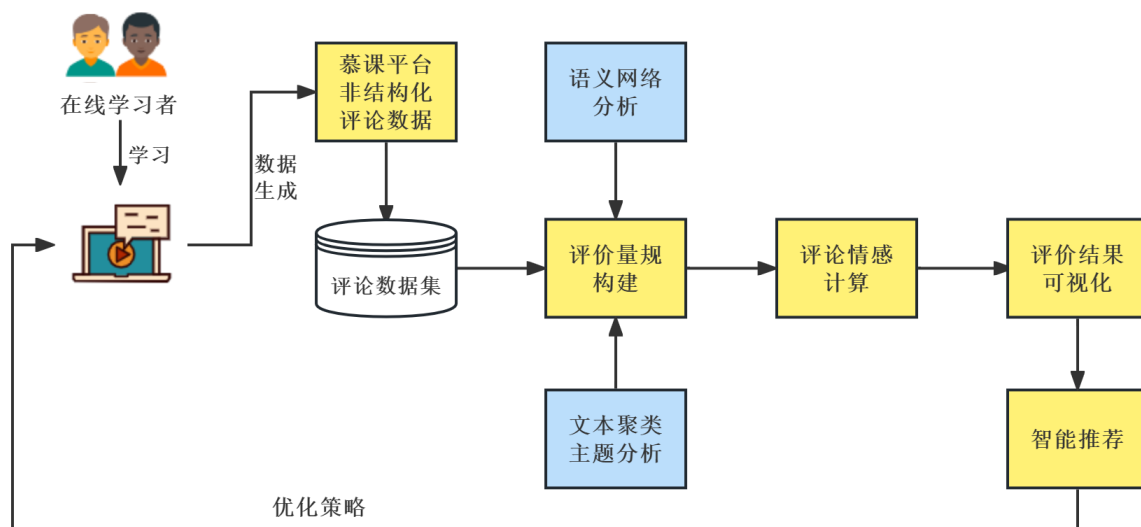 在线学习者
学习
数据
生成
慕课平台
非结构化
评论数据
评论数据集
语义网络
分析
评价量规
构建
文本聚类
主题分析
评论情感
计算
评价结果
可视化
智能推荐
优化策略